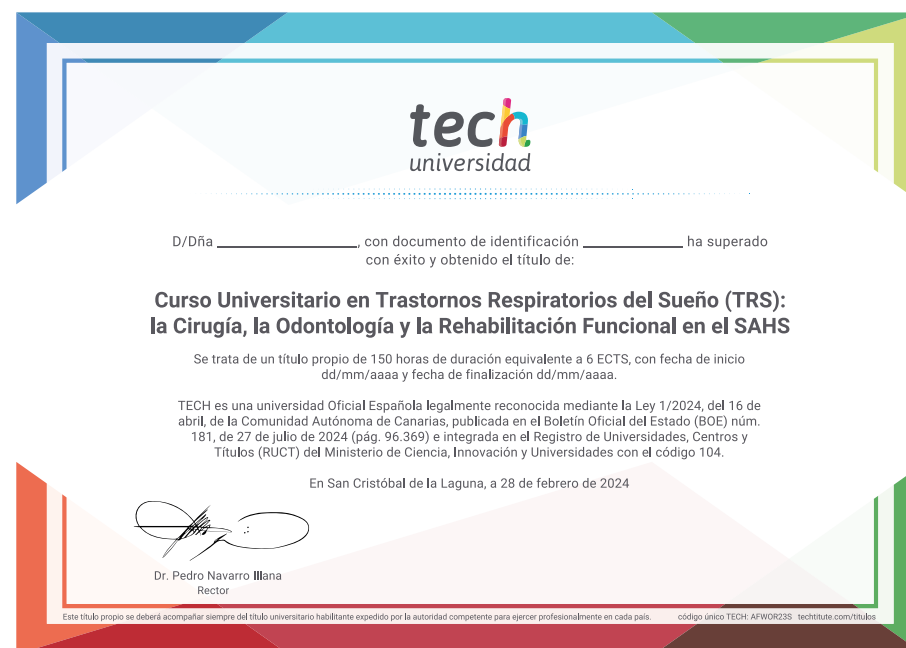 tech
universidad
D/Dña ______________, con documento de identificación __________ ha superado
con éxito y obtenido el título de:
Curso Universitario en Trastornos Respiratorios del Sueño (TRS):
la Cirugía, la Odontología y la Rehabilitación Funcional en el SAHS
Se trata de un título propio de 150 horas de duración equivalente a 6 ECTS, con fecha de inicio
dd/mm/aaaa y fecha de finalización dd/mm/aaaa.
TECH es una universidad Oficial Española legalmente reconocida mediante la Ley 1/2024, del 16 de
abril, de la Comunidad Autónoma de Canarias, publicada en el Boletín Oficial del Estado (BOE) núm.
181, de 27 de julio de 2024 (pág. 96.369) e integrada en el Registro de Universidades, Centros y
Títulos (RUCT) del Ministerio de Ciencia, Innovación y Universidades con el código 104.
En San Cristóbal de la Laguna, a 28 de febrero de 2024
Dr. Pedro Navarro Illana
Rector
Este título propio se deberá acompañar siempre del título universitario habilitante expedido por la autoridad competente para ejercer profesionalmente en cada país. código único TECH: AFWOR23S techtitute.com/titulos